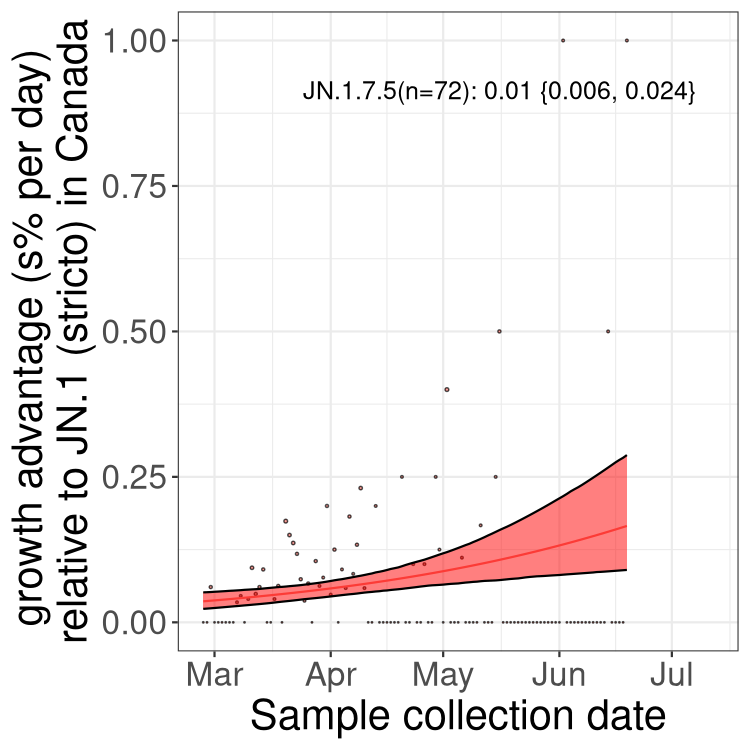 growth advantage (s% per day)
relative to JN.1 (stricto) in Canada
1.00
0.75
0.50
0.25
0.00
JN.1.7.5(n=72): 0.01 {0.006, 0.024}
Mar Apr May Jun Jul
Sample collection date